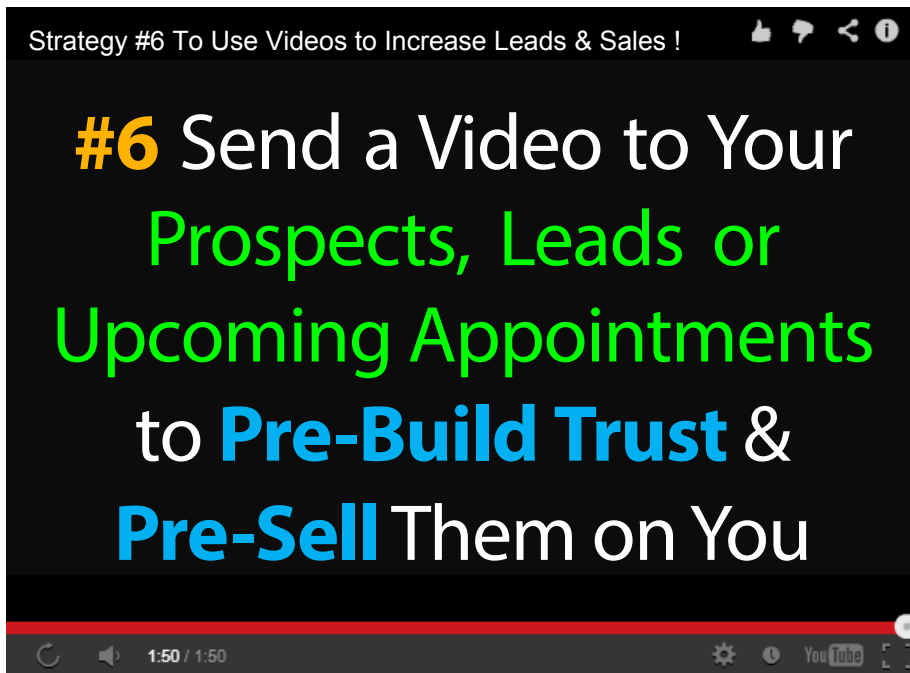 Strategy #6 To Use Videos to Increase Leads & Sales !
#6 Send a Video to Your
Prospects, Leads or
Upcoming Appointments
to Pre-Build Trust &
Pre-Sell Them on You
1:50 / 1:50 YouTube